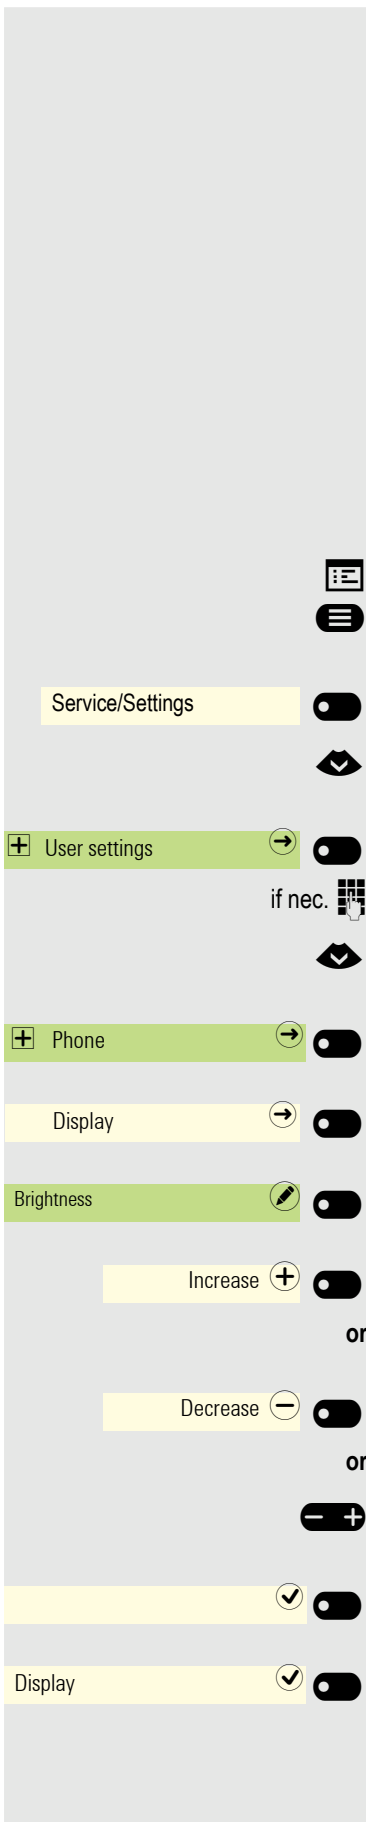 Service/Settings
User settings
if nec.
Phone
Display
Brightness
Increase
or
Decrease
or
Display